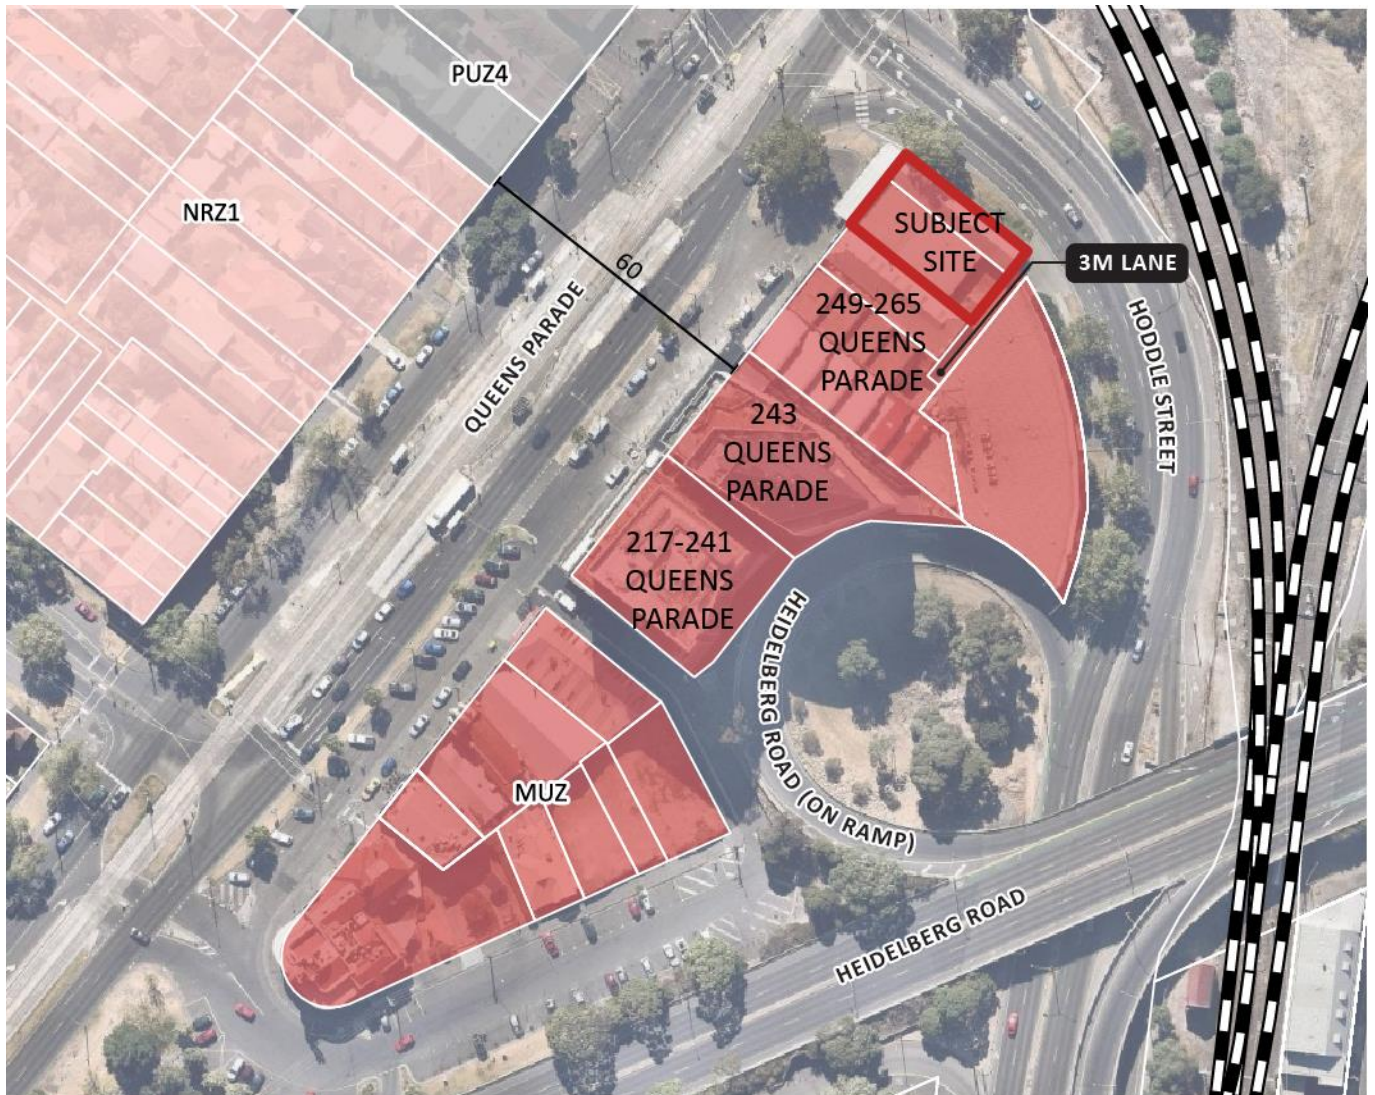 PUZ4
NRZ1
SUBJECT
SITE
3M LANE
60
QUEENS PARADE
249-265
QUEENS
PARADE
HODDLE STREET
243
QUEENS
PARADE
217-241
QUEENS
PARADE
HEIDELBERG ROAD (ON RAMP)
MUZ
HEIDELBERG ROAD